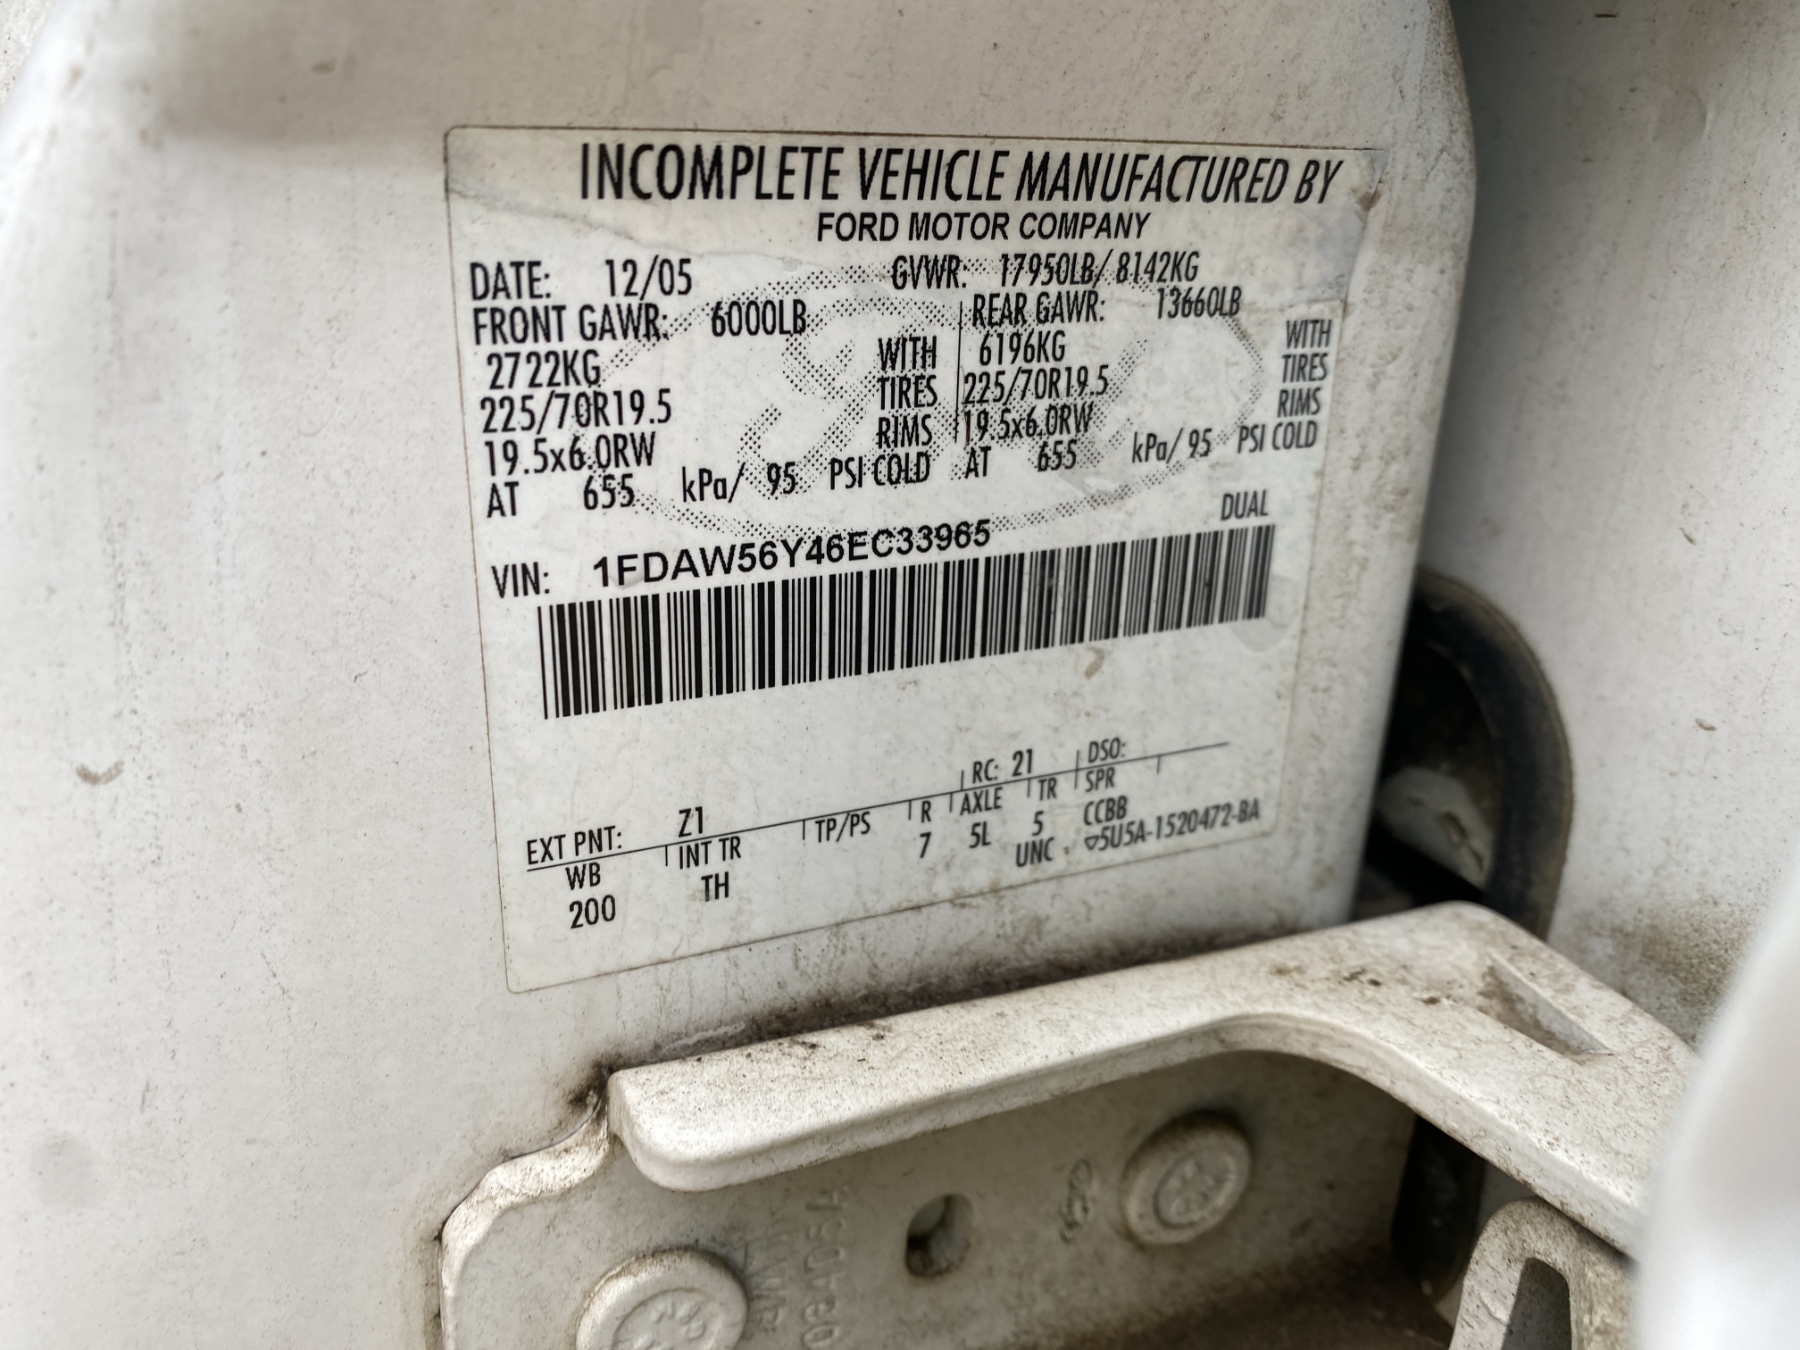 INCOMPLETE VEHICLE MANUFACTURED BY
FORD MOTOR COMPANY
DATE: 12/05 GVWR: 17950LB/ 8142KG
FRONT GAWR: 6000LB REAR GAWR: 13660LB
2722KG WITH 6196KG WITH
225/70R19.5 TIRES 225/70R19.5 TIRES
19.5x6.0RW RIMS 19.5x6.0RW RIMS
AT 655 kPa/ 95 PSI COLD AT 655 kPa/ 95 PSI COLD
DUAL
VIN: 1FDAW56Y46EC33965
EXT PNT: Z1 RC: 21 DSO:
WB INT TR TP/PS R AXLE TR SPR
200 TH 7 5L 5 CCBB
UNC 5U5A-1520472-BA